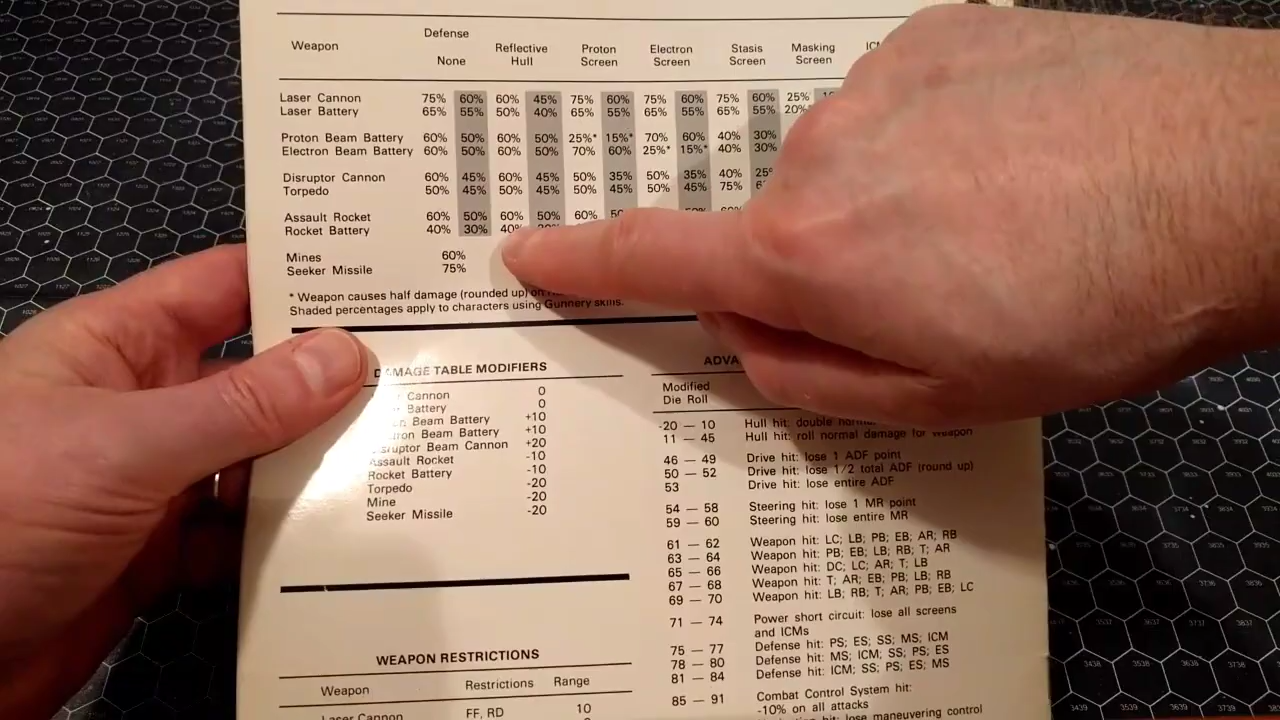 Defense
Weapon None Reflective Hull Proton Screen Electron Screen Stasis Screen Masking Screen
Laser Cannon 75% 60% 60% 45% 75% 60% 75% 60% 75% 60% 25%
Laser Battery 65% 55% 50% 40% 65% 55% 65% 55% 65% 55% 20%
Proton Beam Battery 60% 50% 60% 50% 25%* 15%* 70% 60% 40% 30%
Electron Beam Battery 60% 50% 60% 50% 70% 60% 25%* 15%* 40% 30%
Disruptor Cannon 60% 45% 60% 45% 50% 35% 50% 35% 40%
Torpedo 50% 45% 50% 45% 50% 45% 50% 45% 75%
Assault Rocket 60% 50% 60% 50% 60%
Rocket Battery 40% 30% 40%
Mines 60%
Seeker Missile 75%
* Weapon causes half damage (rounded up) on
Shaded percentages apply to characters using Gunnery skills.
DAMAGE TABLE MODIFIERS
Cannon 0
Battery 0
Beam Battery +10
Beam Battery +10
Beam Cannon +20
Assault Rocket -10
Rocket Battery -10
Torpedo -20
Mine -20
Seeker Missile -20
WEAPON RESTRICTIONS
Weapon Restrictions Range
Laser Cannon FF, RD 10
Modified
Die Roll
-20 — 10 Hull hit: double
11 — 45 Hull hit: roll normal damage for weapon
46 — 49 Drive hit: lose 1 ADF point
50 — 52 Drive hit: lose 1/2 total ADF (round up)
53 Drive hit: lose entire ADF
54 — 58 Steering hit: lose 1 MR point
59 — 60 Steering hit: lose entire MR
61 — 62 Weapon hit: LC; LB; PB; EB; AR; RB
63 — 64 Weapon hit: PB; EB; LB; RB; T; AR
65 — 66 Weapon hit: DC; LC; AR; T; LB
67 — 68 Weapon hit: T; AR; EB; PB; LB; RB
69 — 70 Weapon hit: LB; RB; T; AR; PB; EB; LC
71 — 74 Power short circuit: lose all screens
and ICMs
75 — 77 Defense hit: PS; ES; SS; MS; ICM
78 — 80 Defense hit: MS; ICM; SS; PS; ES
81 — 84 Defense hit: ICM; SS; PS; ES; MS
85 — 91 Combat Control System hit:
-10% on all attacks
hit: lose maneuvering control